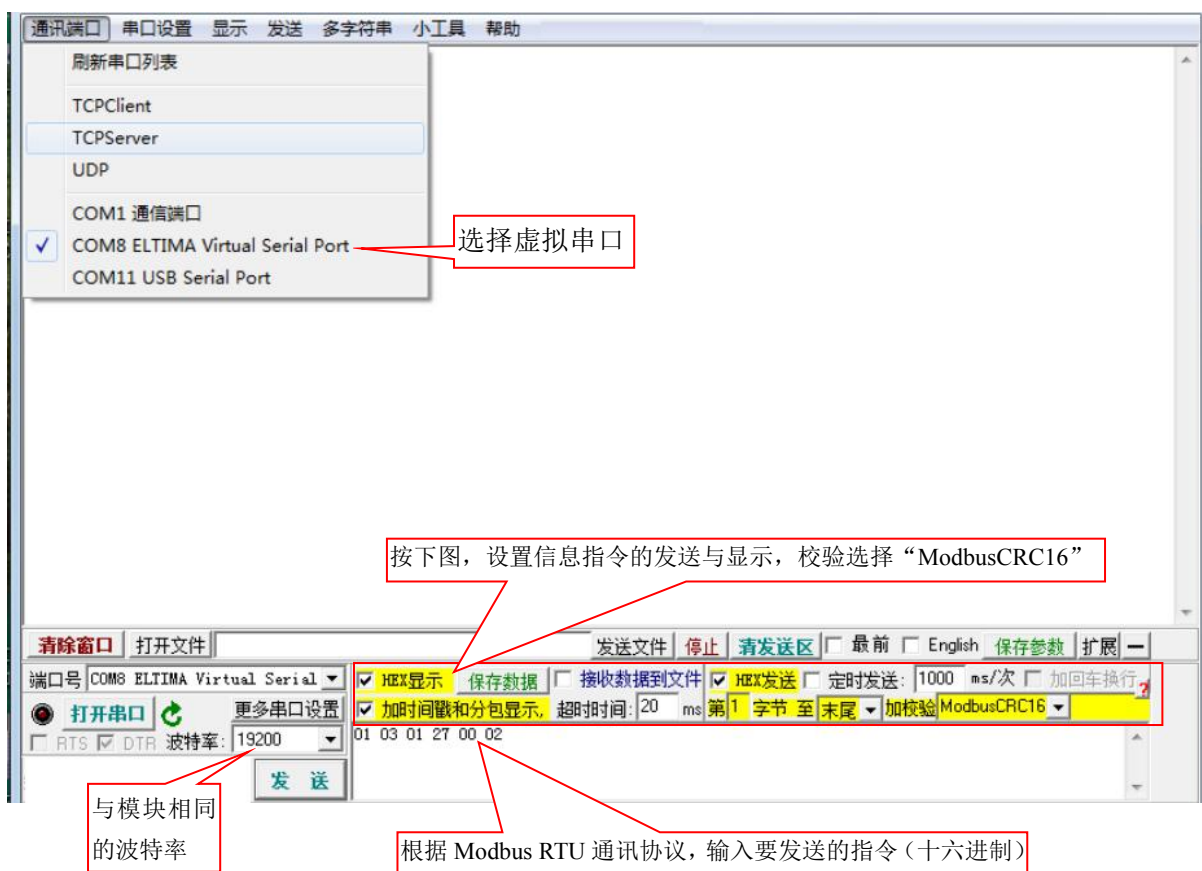 通讯端口 串口设置 显示 发送 多字符串 小工具 帮助
刷新串口列表
TCPClient
TCPServer
UDP
COM1 通信端口
COM8 ELTIMA Virtual Serial Port
COM11 USB Serial Port
选择虚拟串口
按下图，设置信息指令的发送与显示，校验选择“ModbusCRC16”
清除窗口 打开文件 发送文件 停止 清发送区 最前 English 保存参数 扩展 —
端口号 COM8 ELTIMA Virtual Serial HEX显示 保存数据 接收数据到文件 HEX发送 定时发送: 1000 ms/次 加回车换行 ?
打开串口 更多串口设置 加时间戳和分包显示, 超时时间: 20 ms 第 1 字节 至 末尾 加校验 ModbusCRC16
RTS DTR 波特率: 19200 01 03 01 27 00 02
发 送
与模块相同
的波特率
根据 Modbus RTU 通讯协议，输入要发送的指令（十六进制）